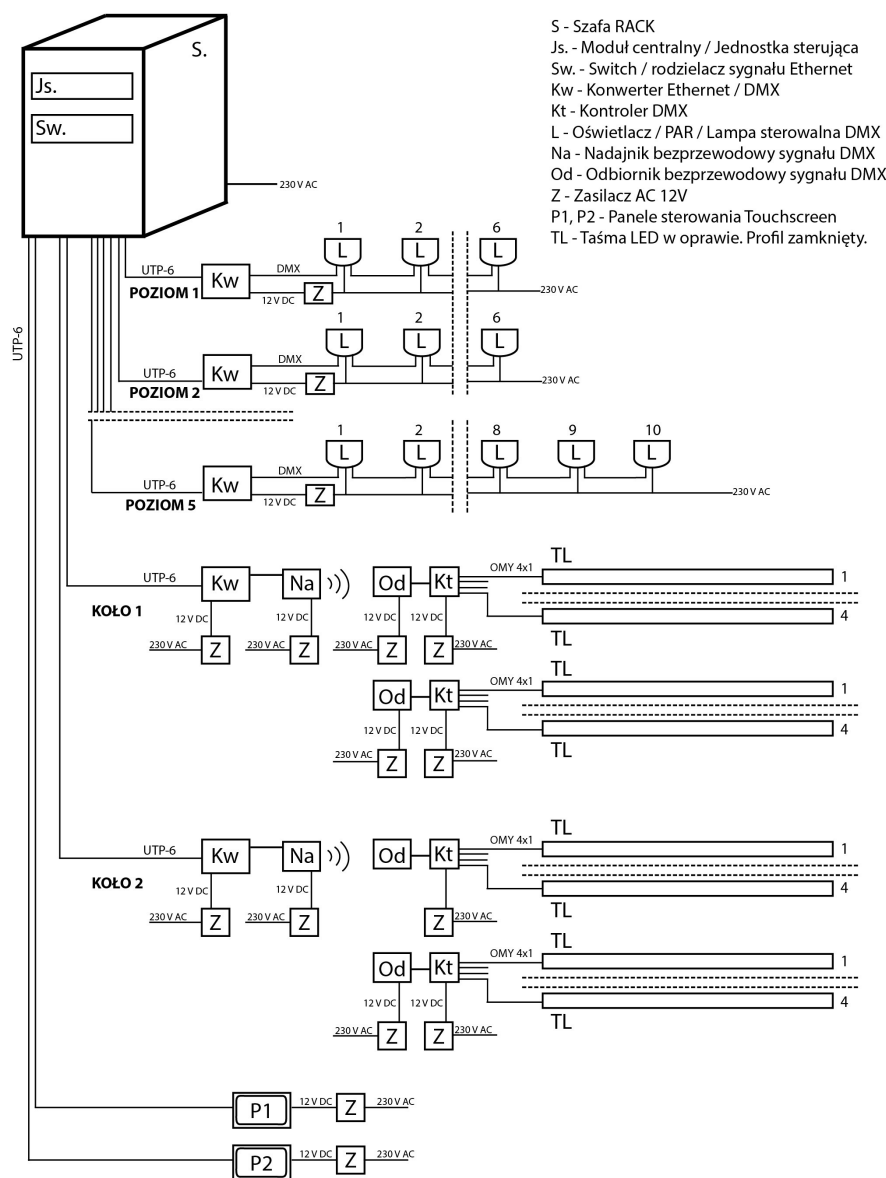 S.
Js.
Sw.
230 V AC
S - Szafa RACK
Js. - Moduł centralny / Jednostka sterująca
Sw. - Switch / rodzielacz sygnału Ethernet
Kw - Konwerter Ethernet / DMX
Kt - Kontroler DMX
L - Oświetlacz / PAR / Lampa sterowalna DMX
Na - Nadajnik bezprzewodowy sygnału DMX
Od - Odbiornik bezprzewodowy sygnału DMX
Z - Zasilacz AC 12V
P1, P2 - Panele sterowania Touchscreen
TL - Taśma LED w oprawie. Profil zamknięty.
UTP-6
1 2 6
L L L
UTP-6 Kw DMX
POZIOM 1 12 V DC Z 230 V AC
1 2 6
L L L
UTP-6 Kw DMX
POZIOM 2 12 V DC Z 230 V AC
1 2 8 9 10
L L L L L
UTP-6 Kw DMX
POZIOM 5 12 V DC Z 230 V AC
TL
UTP-6 Kw Na Od Kt OMY 4x1 1
KOŁO 1 12 V DC 12 V DC 12 V DC 12 V DC 4
230 V AC Z 230 V AC Z 230 V AC Z Z 230 V AC TL
TL
Od Kt OMY 4x1 1
12 V DC 12 V DC 4
230 V AC Z Z 230 V AC TL
TL
UTP-6 Kw Na Od Kt OMY 4x1 1
KOŁO 2 12 V DC 12 V DC 4
230 V AC Z 230 V AC Z Z 230 V AC TL
TL
Od Kt OMY 4x1 1
12 V DC 12 V DC 4
230 V AC Z Z 230 V AC TL
P1 12 V DC Z 230 V AC
P2 12 V DC Z 230 V AC